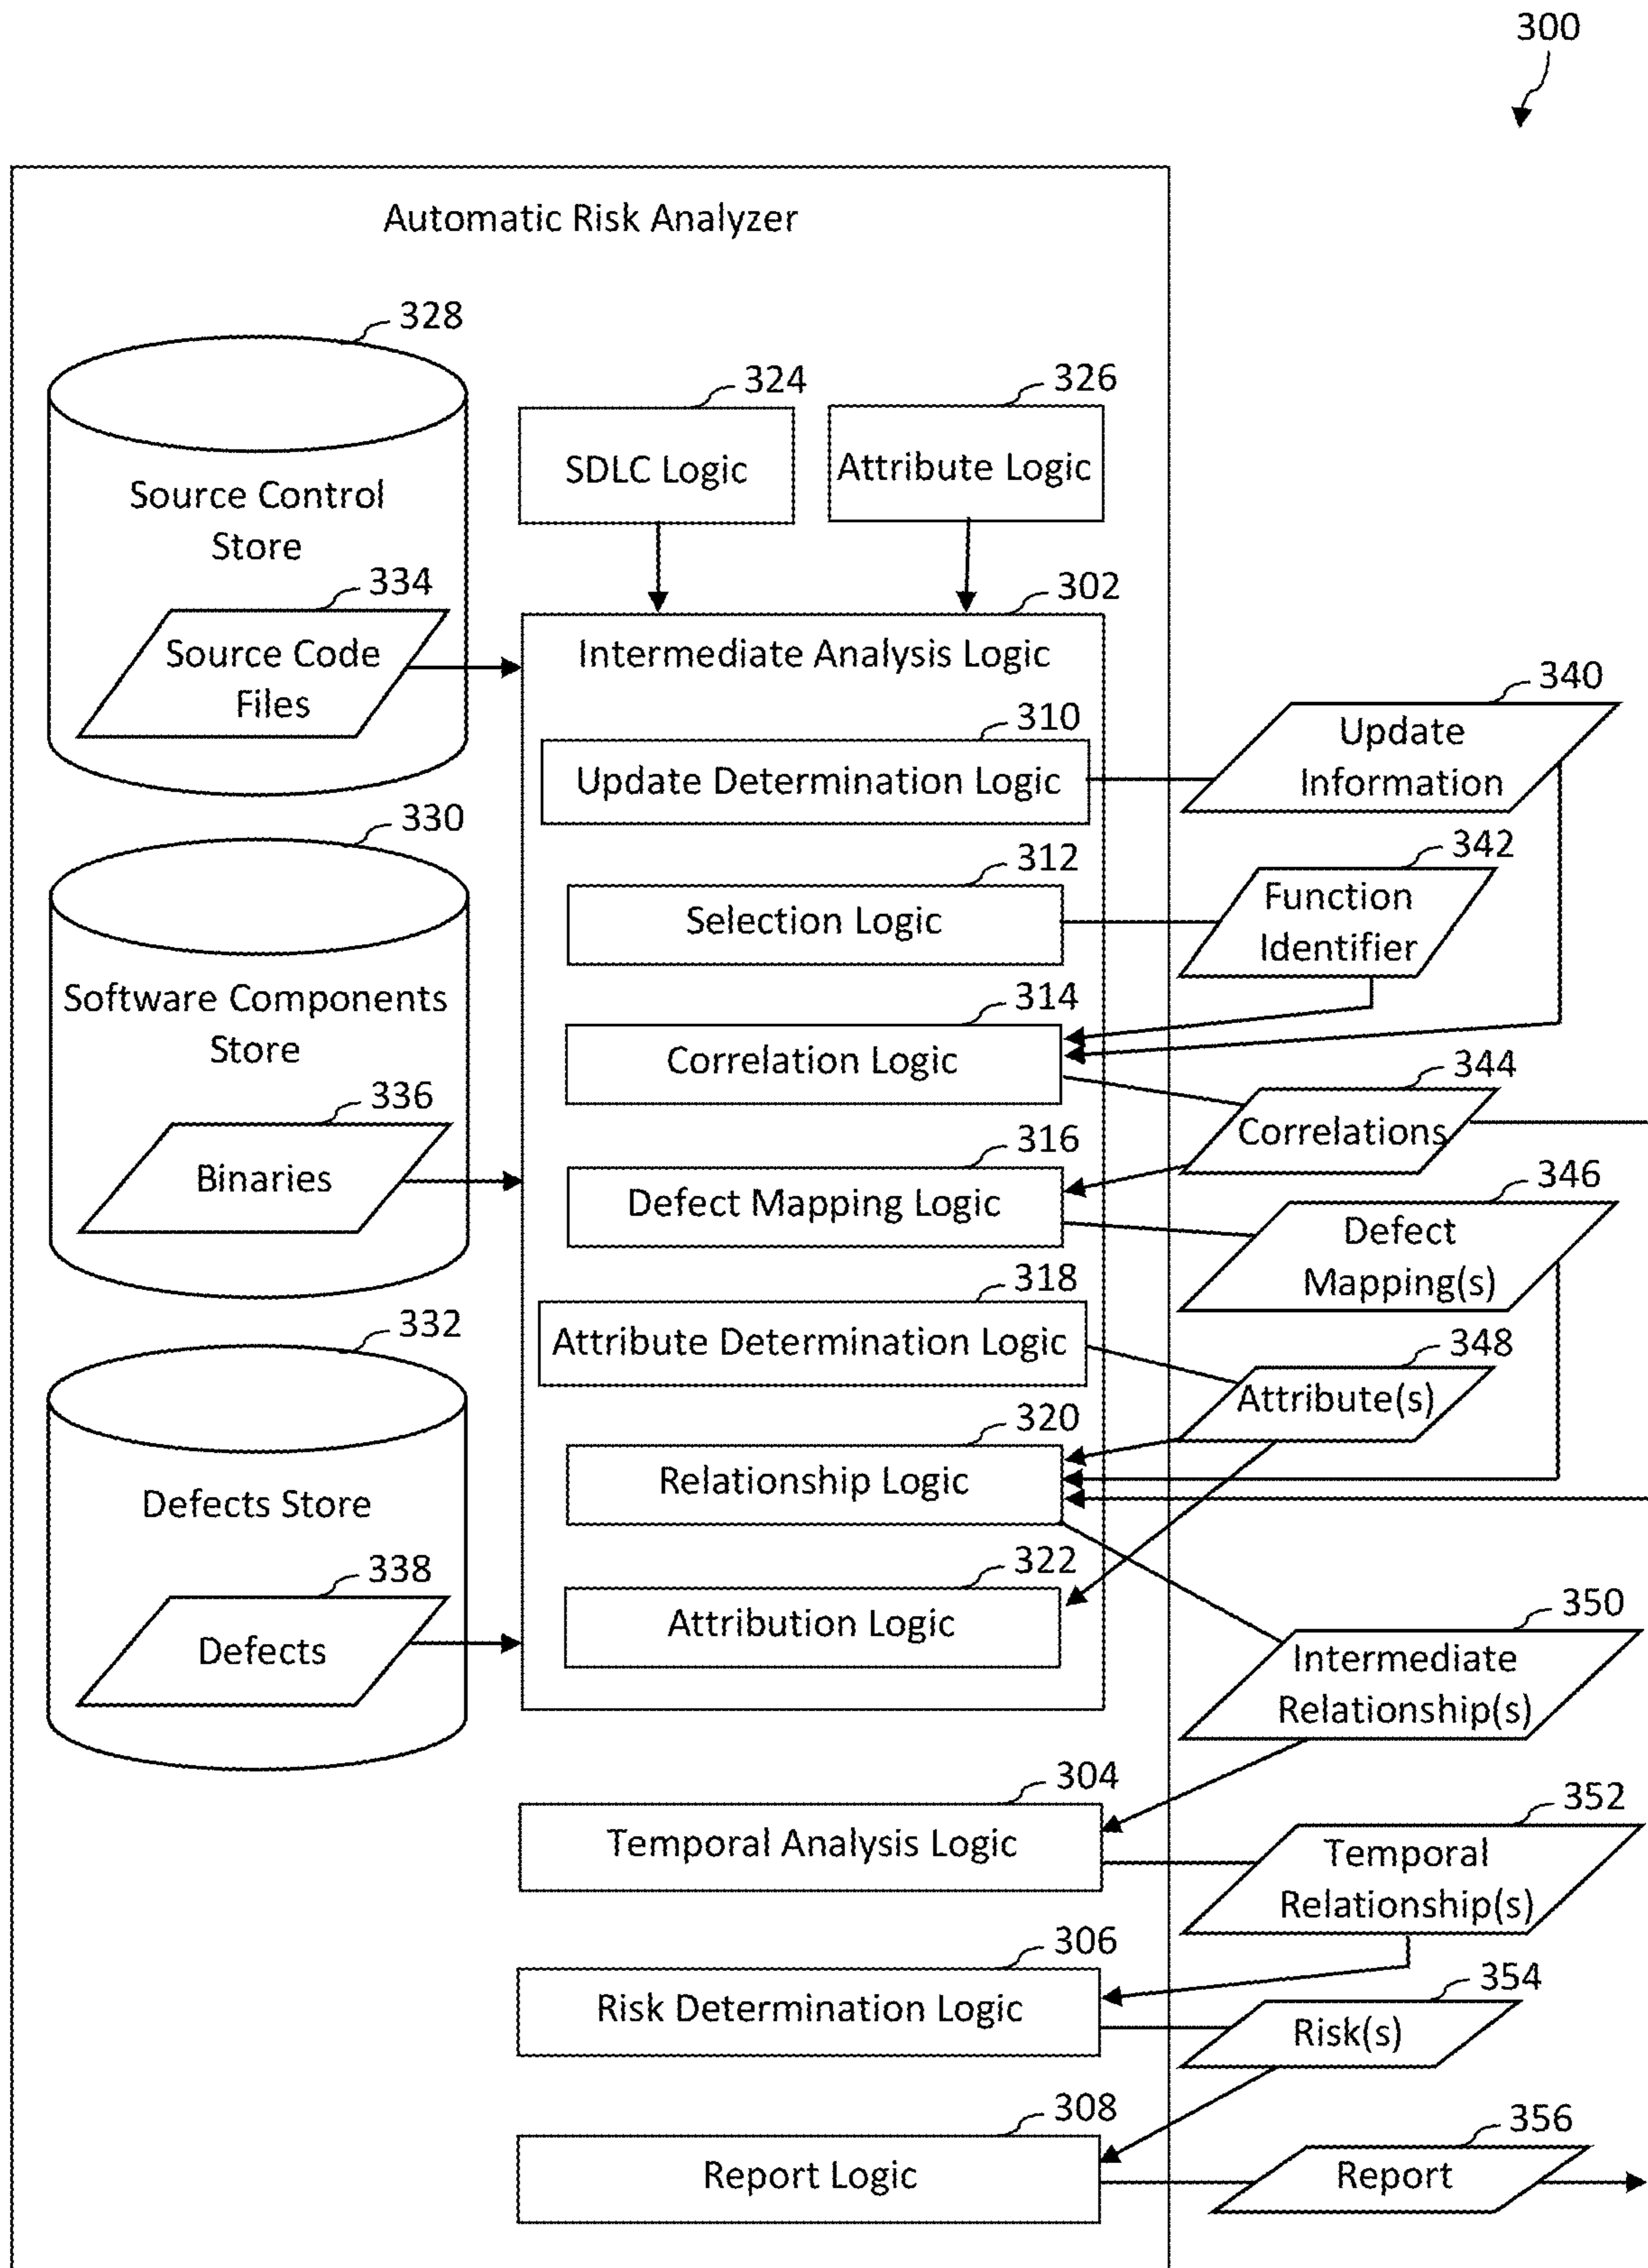 300
Automatic Risk Analyzer
328
324
326
Source Control
Store
SDLC Logic
Attribute Logic
334
302
Source Code
Files
Intermediate Analysis Logic
340
310
Update
Information
Update Determination Logic
330
342
312
Function
Identifier
Selection Logic
Software Components
Store
314
Correlation Logic
344
336
Correlations
316
Binaries
Defect Mapping Logic
346
Defect
Mapping(s)
318
332
Attribute Determination Logic
348
Attribute(s)
320
Relationship Logic
Defects Store
338
322
Defects
Attribution Logic
350
Intermediate
Relationship(s)
304
Temporal Analysis Logic
352
Temporal
Relationship(s)
306
Risk Determination Logic
354
Risk(s)
308
Report Logic
356
Report